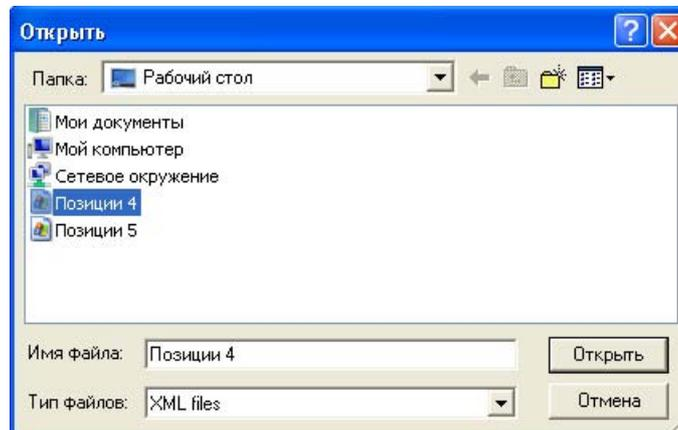 Открыть
Папка: Рабочий стол
Мои документы
Мой компьютер
Сетевое окружение
Позиции 4
Позиции 5
Имя файла: Позиции 4 Открыть
Тип файлов: XML files Отмена